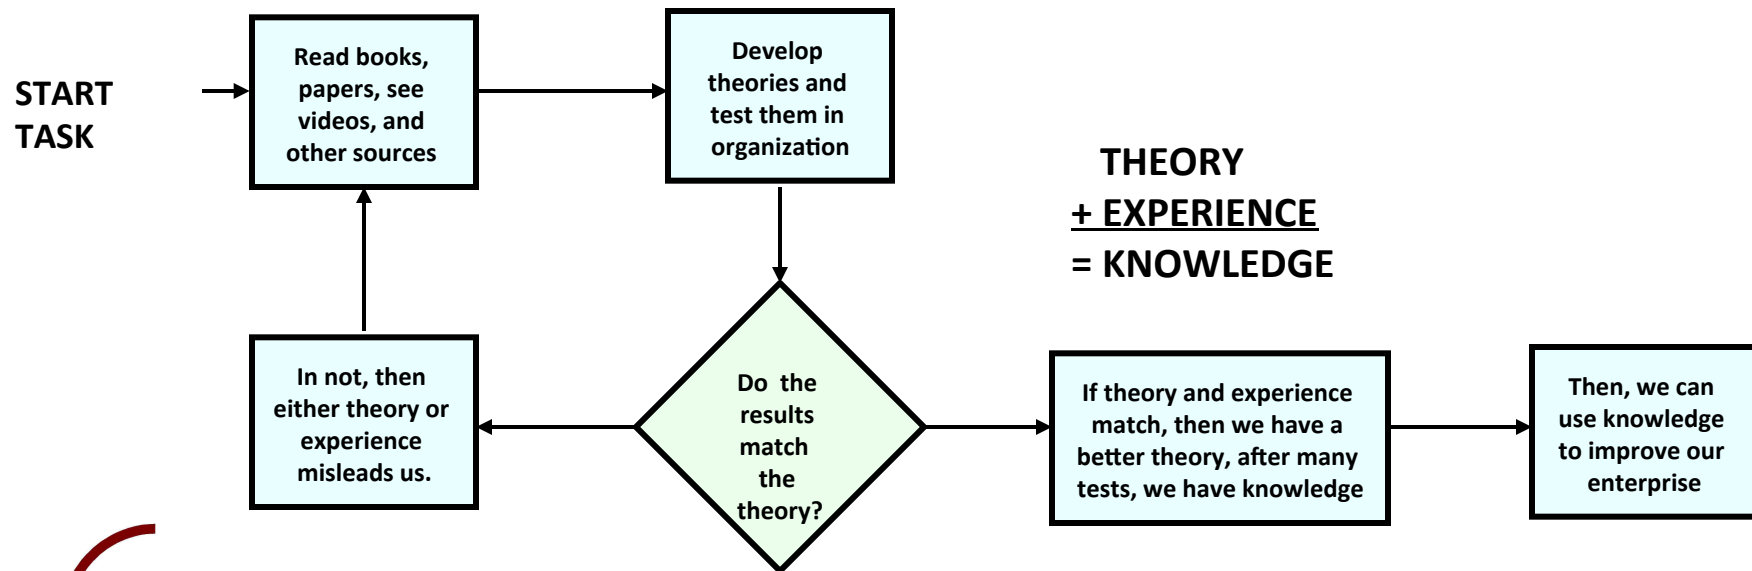 START
TASK
Read books,
papers, see
videos, and
other sources
Develop
theories and
test them in
organization
THEORY
+ EXPERIENCE
= KNOWLEDGE
In not, then
either theory or
experience
misleads us.
Do the
results
match
the
theory?
If theory and experience
match, then we have a
better theory, after many
tests, we have knowledge
Then, we can
use knowledge
to improve our
enterprise